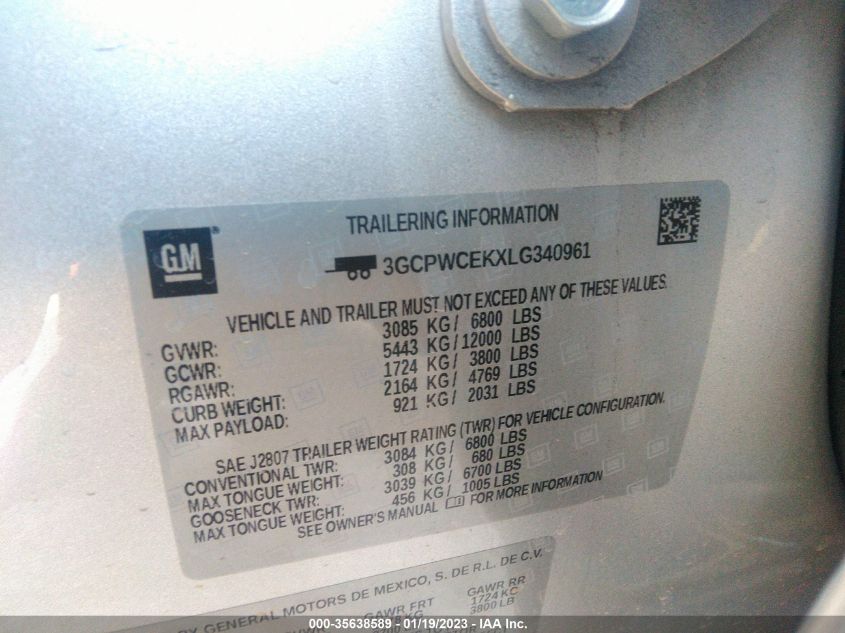 TRAILERING INFORMATION
GM®
3GCPWCEKXLG340961
VEHICLE AND TRAILER MUST NOT EXCEED ANY OF THESE VALUES.
GVWR: 3085 KG/ 6800 LBS
GCWR: 5443 KG/12000 LBS
RGAWR: 1724 KG/ 3800 LBS
CURB WEIGHT: 2164 KG/ 4769 LBS
MAX PAYLOAD: 921 KG/ 2031 LBS
SAE J2807 TRAILER WEIGHT RATING (TWR) FOR VEHICLE CONFIGURATION.
CONVENTIONAL TWR: 3084 KG/ 6800 LBS
MAX TONGUE WEIGHT: 308 KG/ 680 LBS
GOOSENECK TWR: 3039 KG/ 6700 LBS
MAX TONGUE WEIGHT: 456 KG/ 1005 LBS
SEE OWNER'S MANUAL FOR MORE INFORMATION
BY GENERAL MOTORS DE MEXICO, S. DE R.L. DE C.V.
GAWR FRT GAWR RR
1724 KG
3800 LB
000-35638589 - 01/19/2023 - IAA Inc.